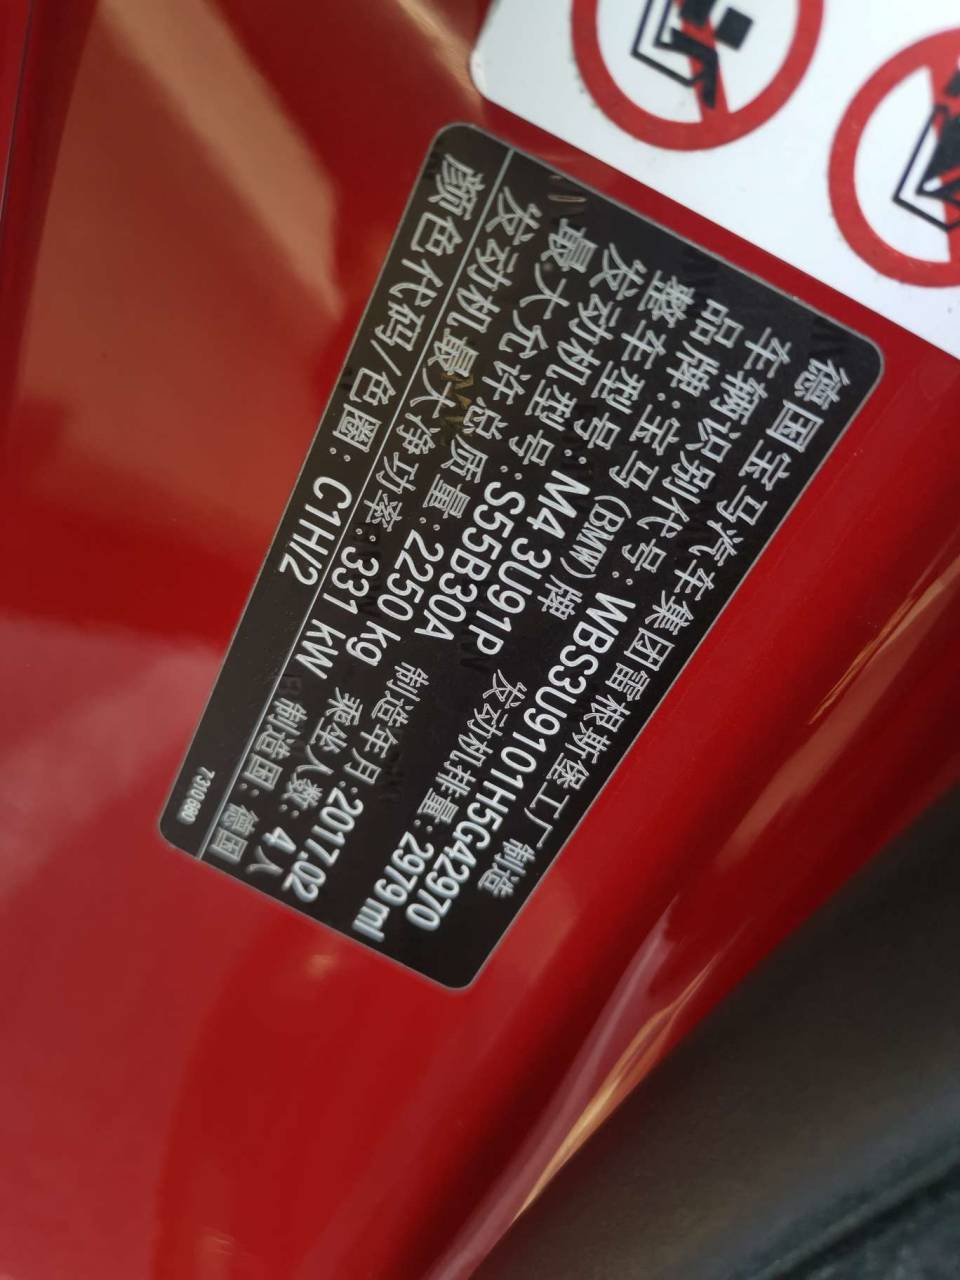 德国宝马汽车集团雷根斯堡工厂 制造
车辆识别代号: WBS3U9101H5G42970
品牌:宝马 (BMW) 牌 发动机排量: 2979 ml
整车型号: M4 3U91P
发动机型号: S55B30A 制造年月:2017.02
最大允许总质量: 2250 kg 乘坐人数: 4 人
发动机最大净功率: 331 kW 制造国: 德国
颜色代码/色圈: C1H/2
7310660